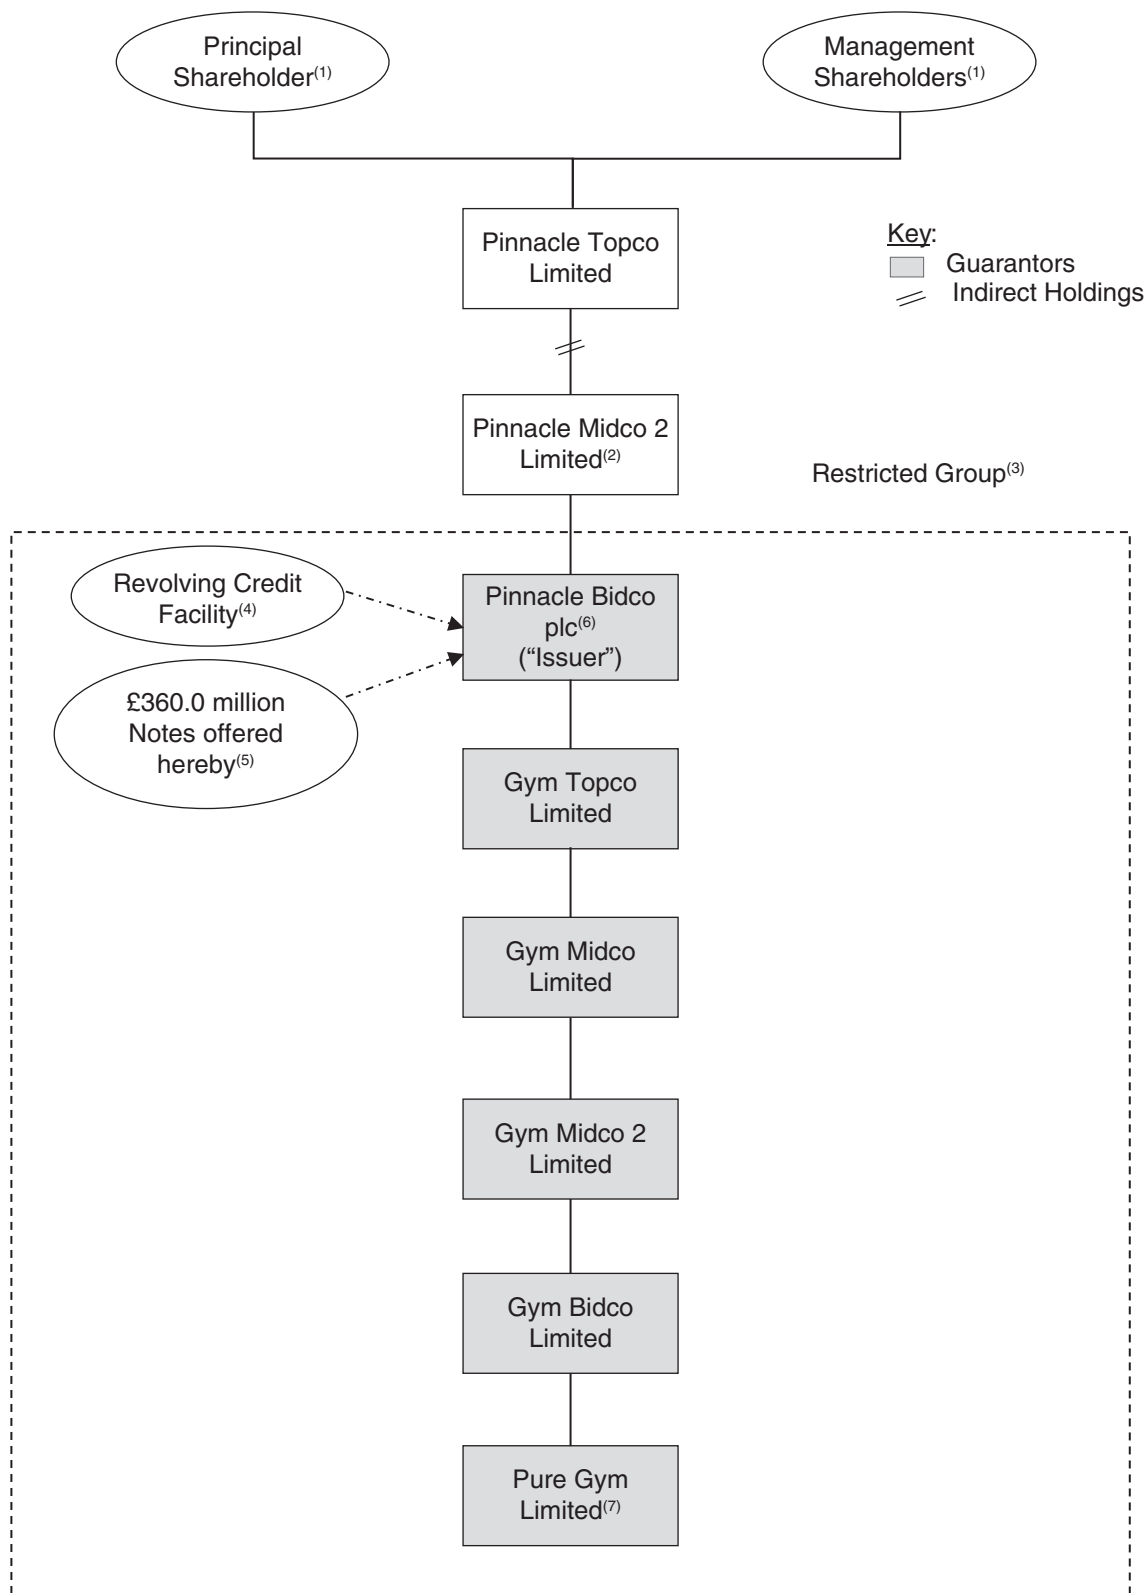 Principal
Shareholder(1)
Management
Shareholders(1)
Pinnacle Topco
Limited
Key:
Guarantors
Indirect Holdings
Pinnacle Midco 2
Limited(2)
Restricted Group(3)
Revolving Credit
Facility(4)
Pinnacle Bidco
plc(6)
(“Issuer”)
£360.0 million
Notes offered
hereby(5)
Gym Topco
Limited
Gym Midco
Limited
Gym Midco 2
Limited
Gym Bidco
Limited
Pure Gym
Limited(7)